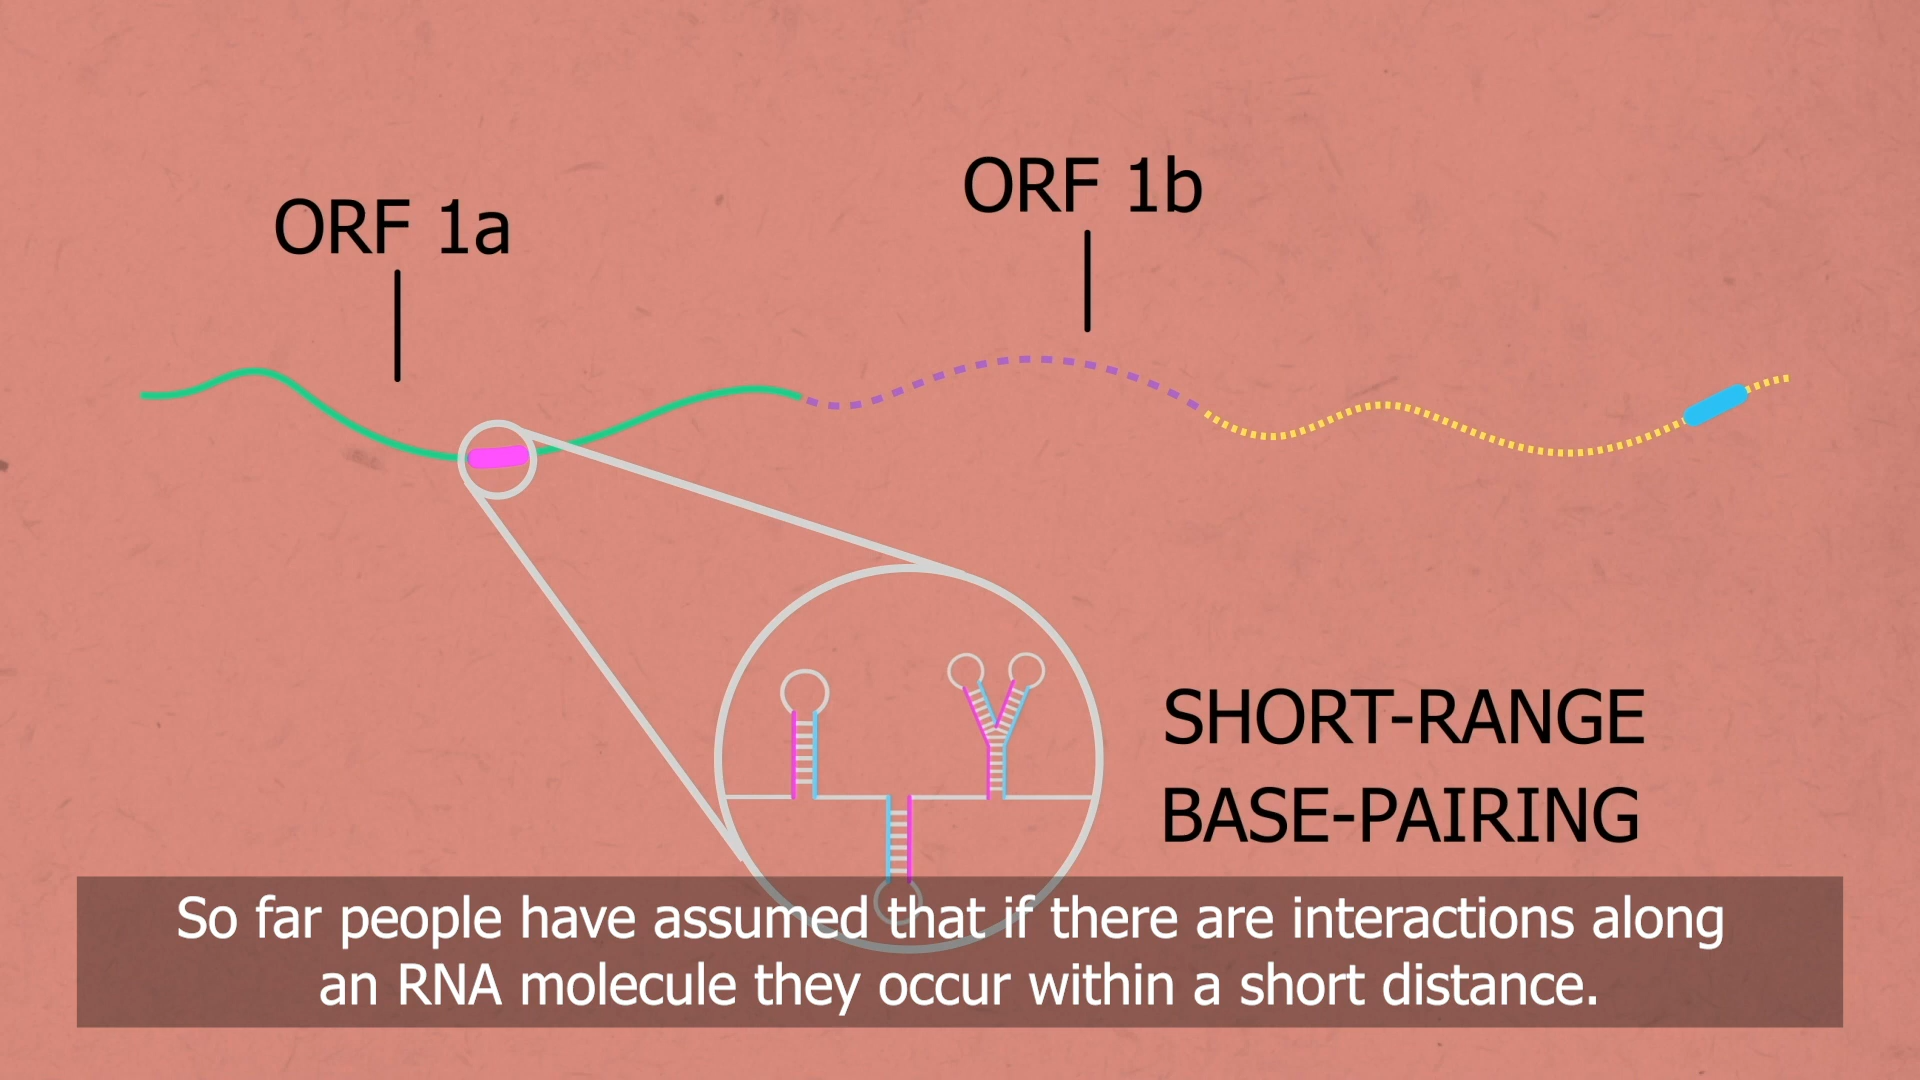 ORF 1a
ORF 1b
SHORT-RANGE
BASE-PAIRING
So far people have assumed that if there are interactions along
an RNA molecule they occur within a short distance.